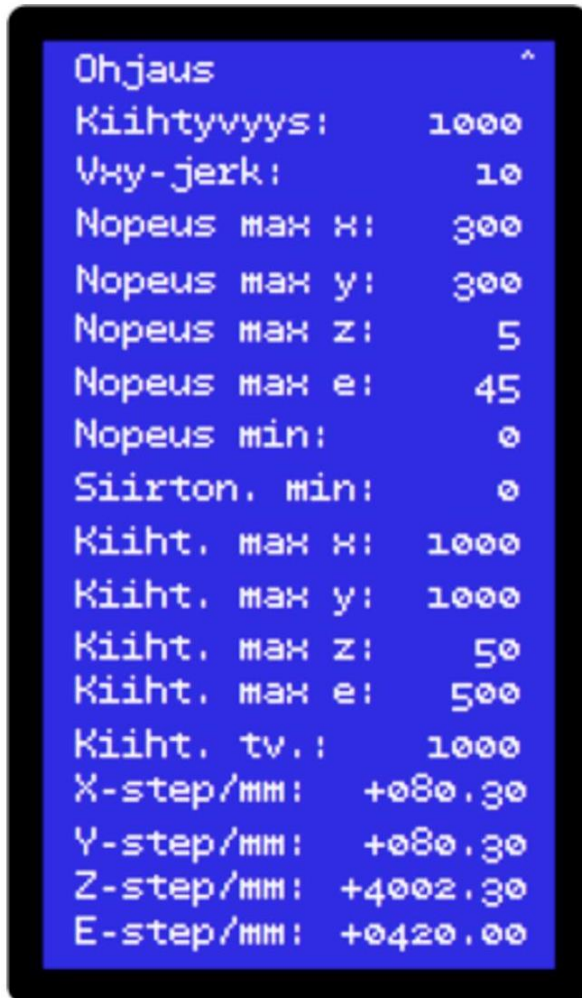 Ohjaus ^
Kiihtyvyys: 1000
Vxy-jerk: 10
Nopeus max x: 300
Nopeus max y: 300
Nopeus max z: 5
Nopeus max e: 45
Nopeus min: 0
Siirton. min: 0
Kiiht. max x: 1000
Kiiht. max y: 1000
Kiiht. max z: 50
Kiiht. max e: 500
Kiiht. tv.: 1000
X-step/mm: +080.30
Y-step/mm: +080.30
Z-step/mm: +4002.30
E-step/mm: +0420.00